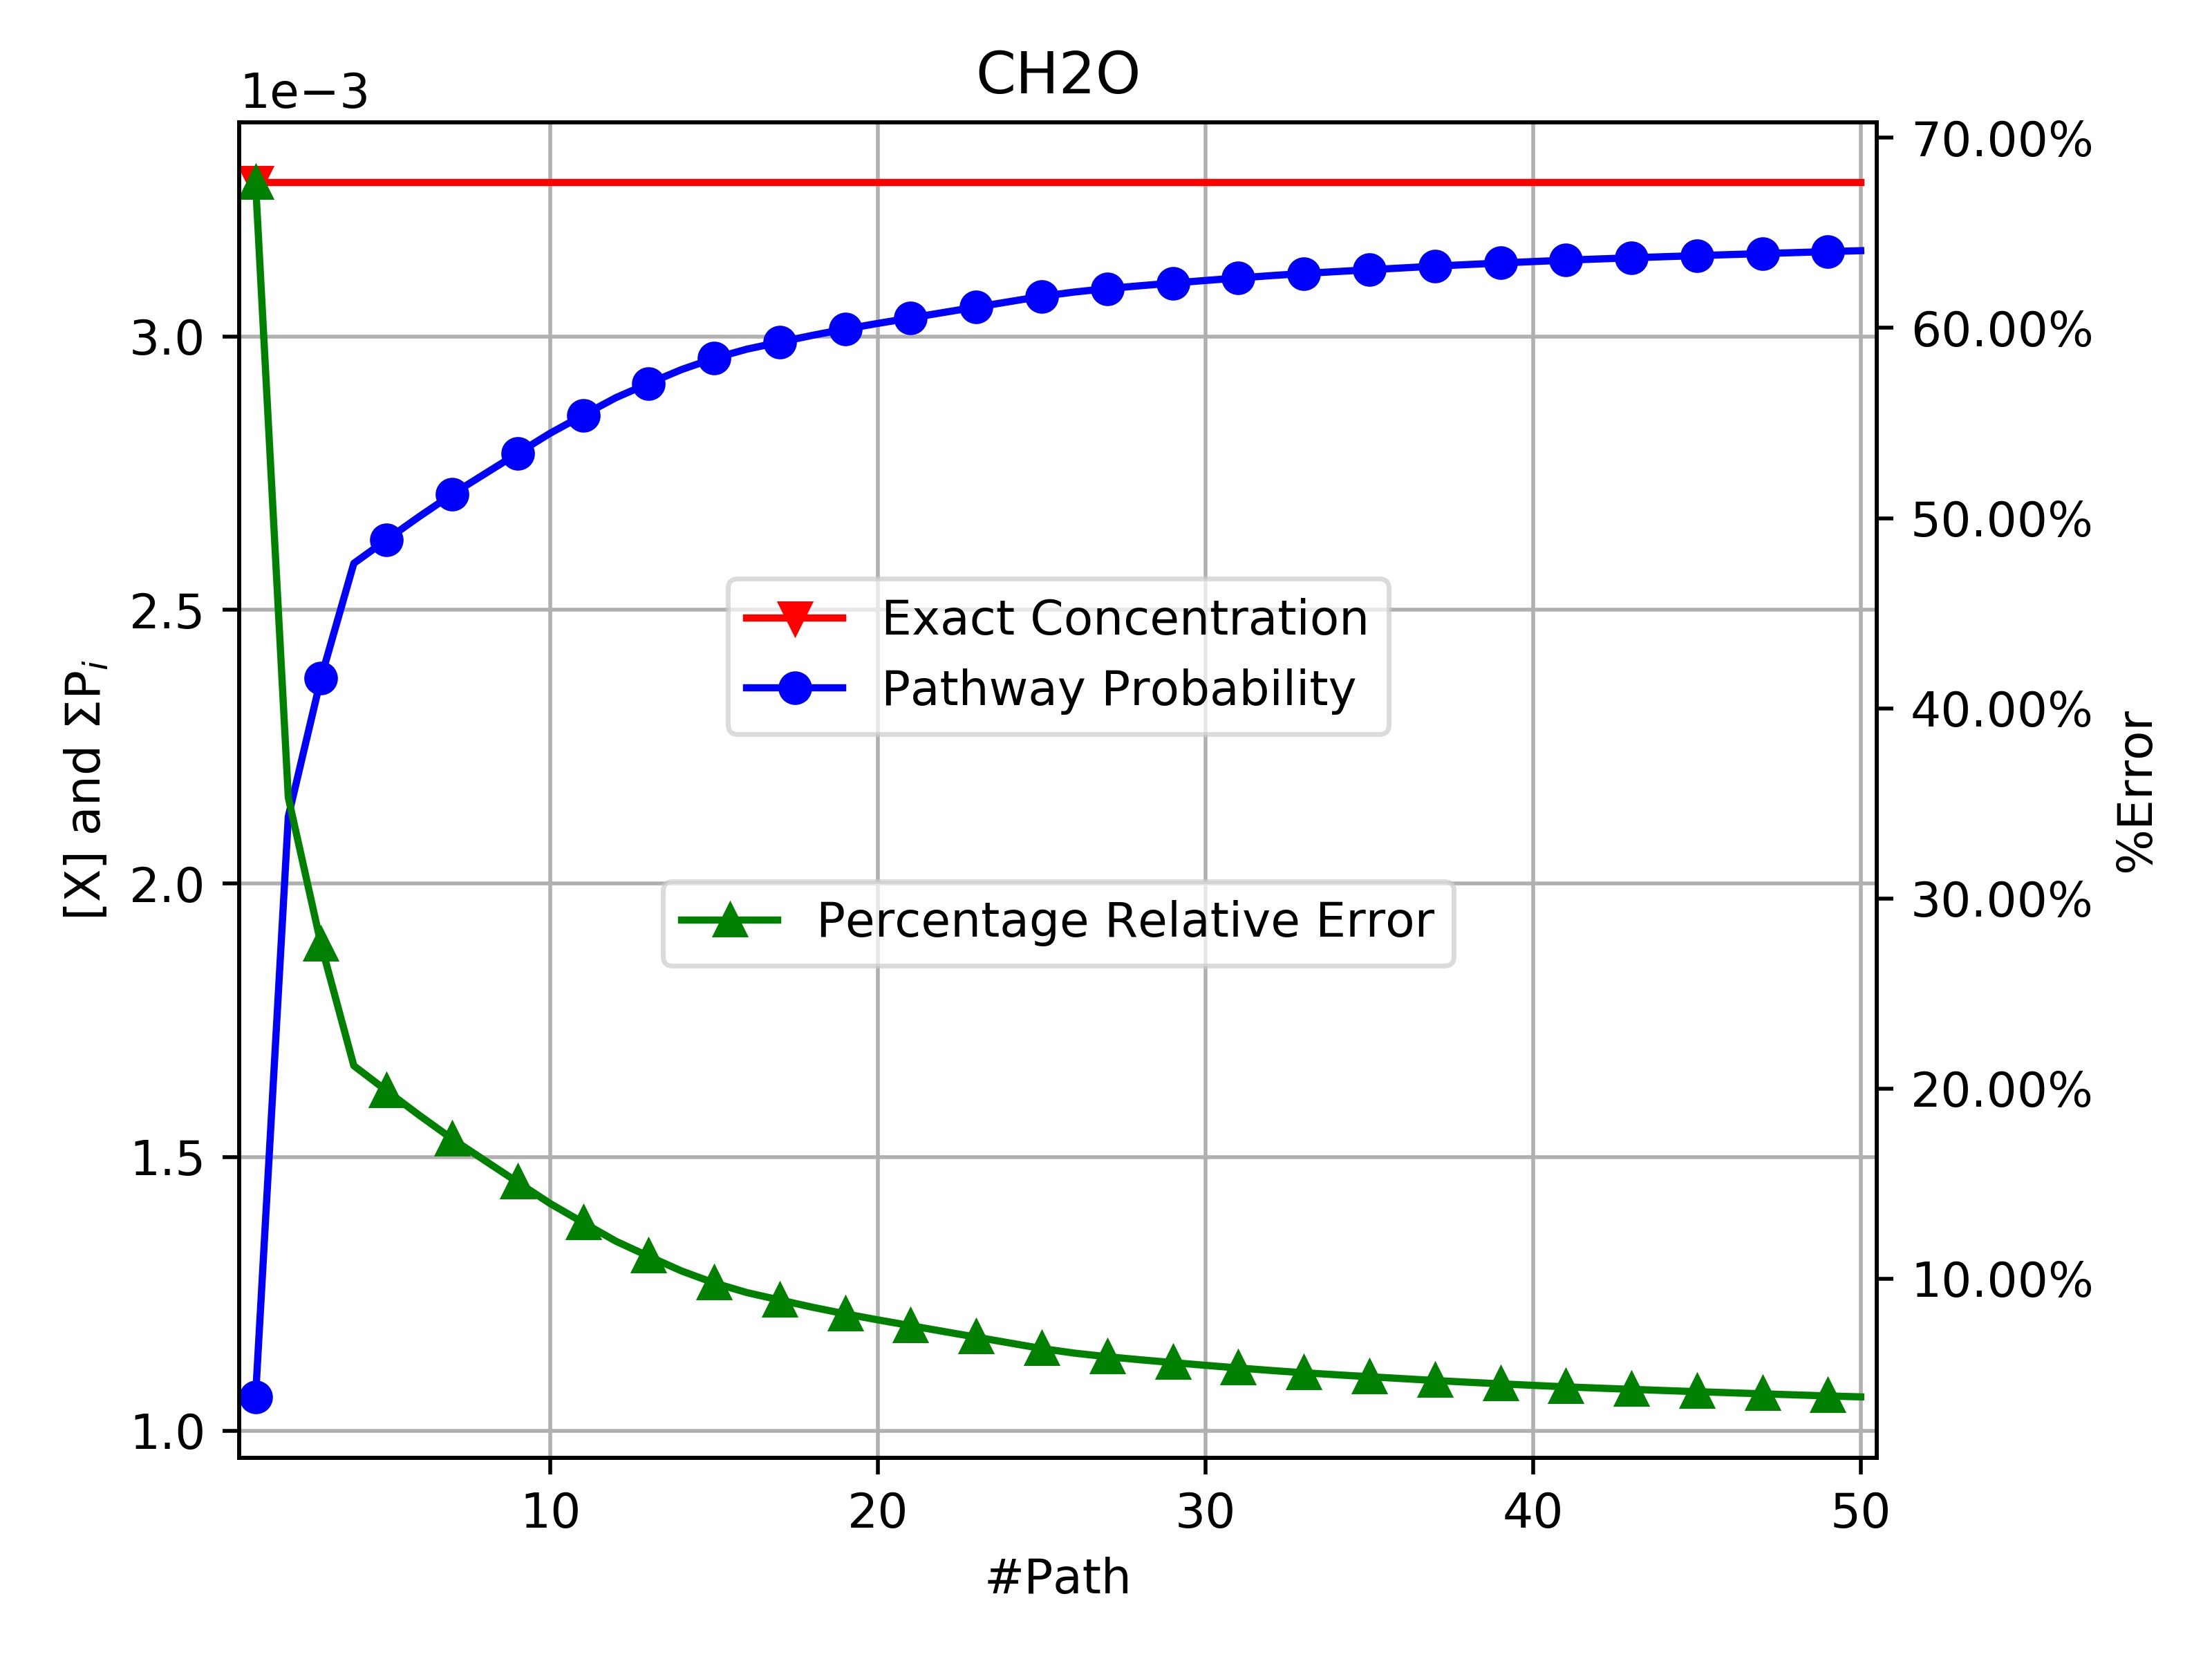 CH2O
1e−3
[X] and ΣPᵢ
3.0
2.5
2.0
1.5
1.0
70.00%
60.00%
50.00%
40.00%
30.00%
20.00%
10.00%
%Error
Exact Concentration
Pathway Probability
Percentage Relative Error
10 20 30 40 50
#Path